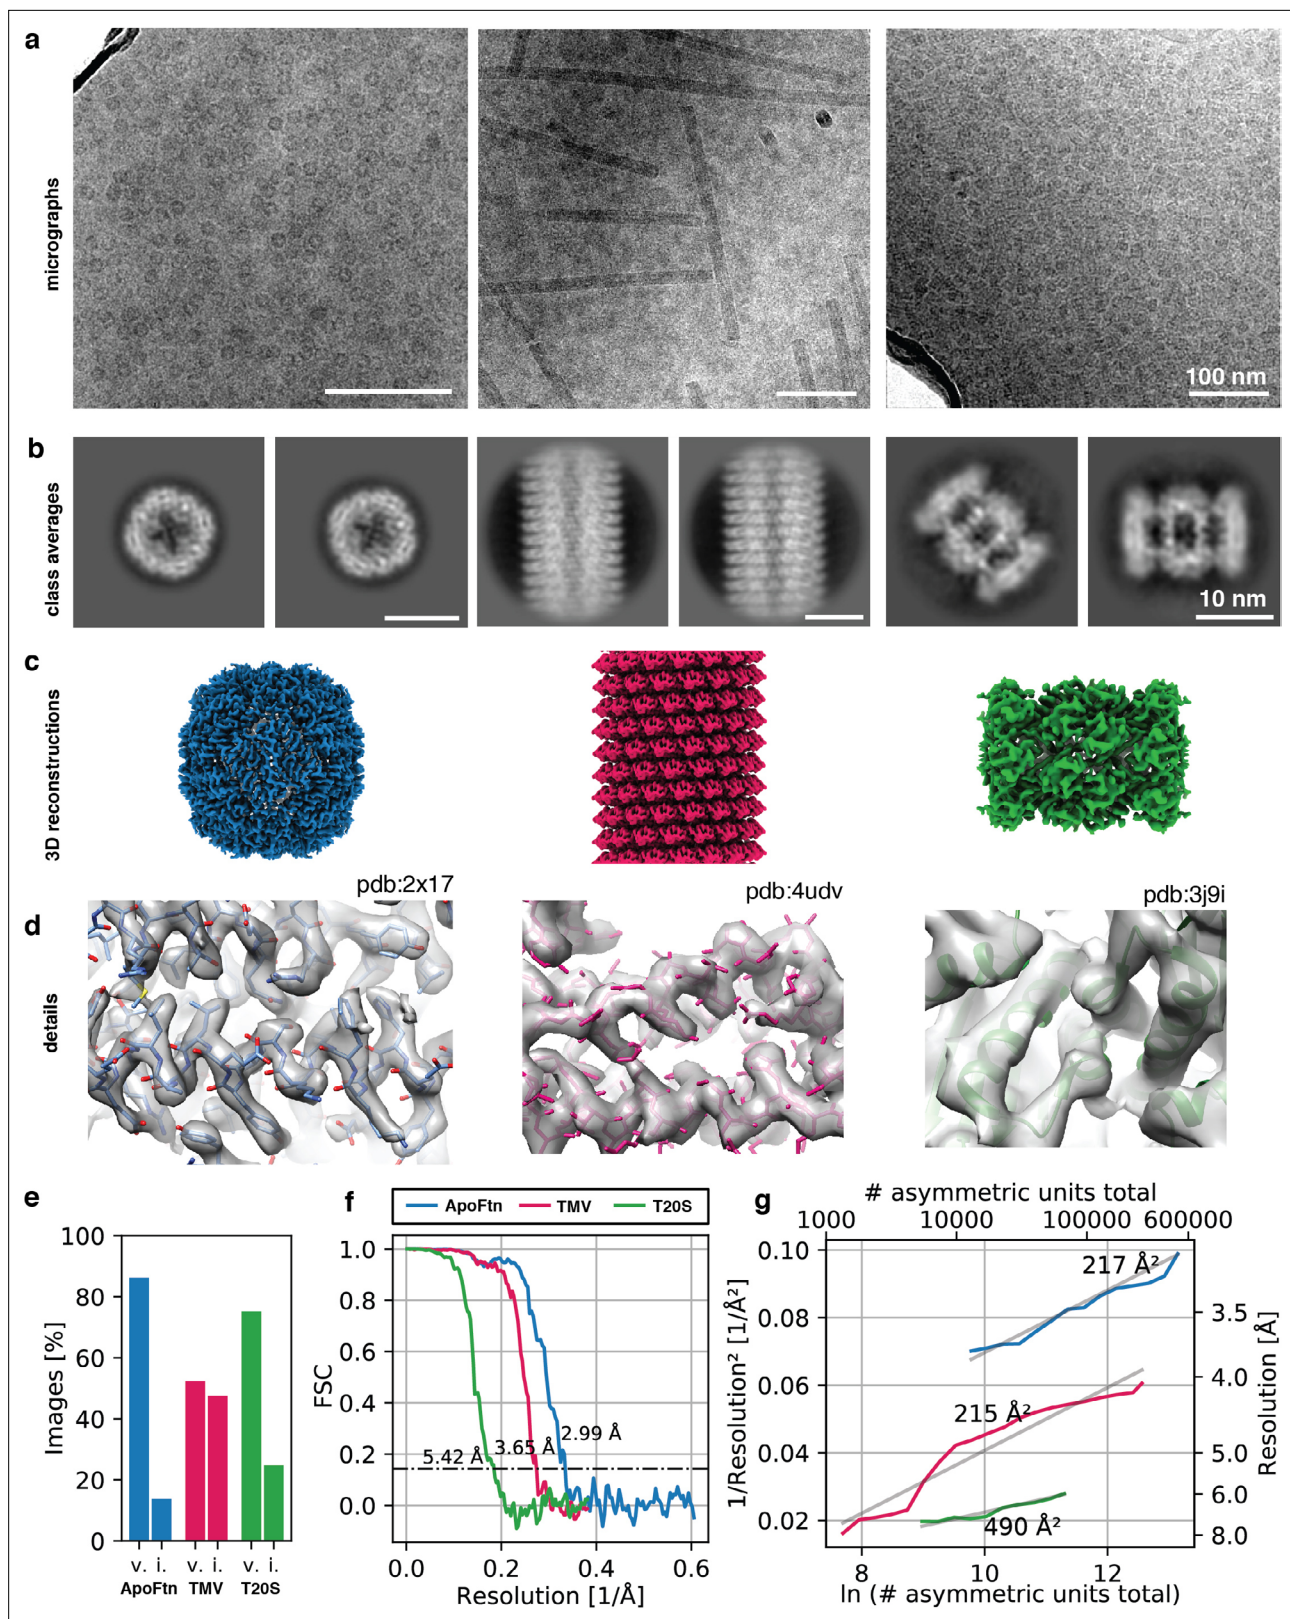 a
micrographs
100 nm
b
class averages
10 nm
c
3D reconstructions
pdb:2x17
pdb:4udv
pdb:3j9i
d
details
e
100
80
60
40
20
0
Images [%]
v. i. v. i. v. i.
ApoFtn TMV T20S
f
ApoFtn TMV T20S
1.0
0.8
0.6
0.4
0.2
0.0
FSC
5.42 Å
3.65 Å
2.99 Å
0.0 0.2 0.4 0.6
Resolution [1/Å]
g
# asymmetric units total
1000 10000 100000 600000
0.10
0.08
0.06
0.04
0.02
1/Resolution² [1/Å²]
217 Å²
215 Å²
490 Å²
3.5
4.0
5.0
6.0
8.0
Resolution [Å]
8 10 12
ln (# asymmetric units total)